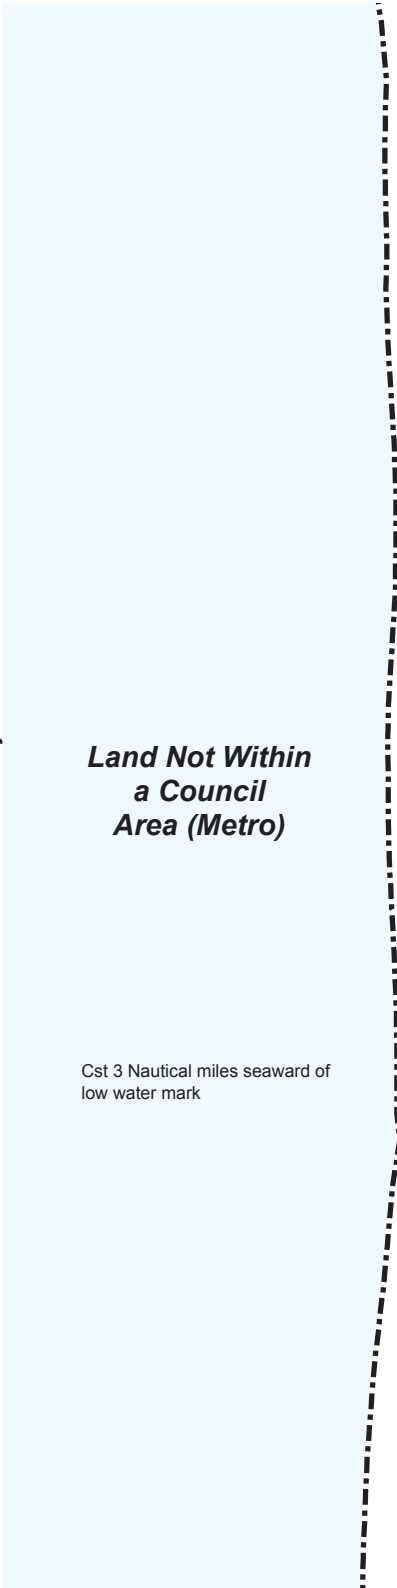 Land Not Within
a Council
Area (Metro)
Cst 3 Nautical miles seaward of
low water mark